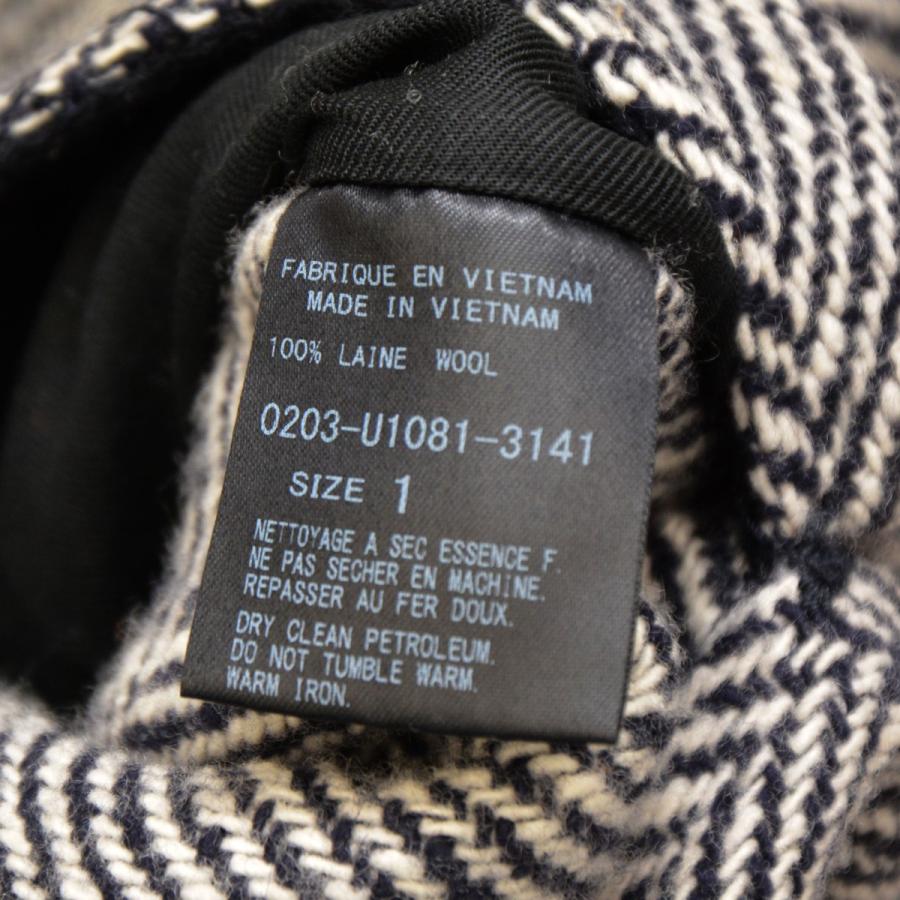 FABRIQUE EN VIETNAM
MADE IN VIETNAM
100% LAINE WOOL
0203-U1081-3141
SIZE 1
NETTOYAGE A SEC ESSENCE F.
NE PAS SECHER EN MACHINE.
REPASSER AU FER DOUX.
DRY CLEAN PETROLEUM.
DO NOT TUMBLE WARM.
WARM IRON.